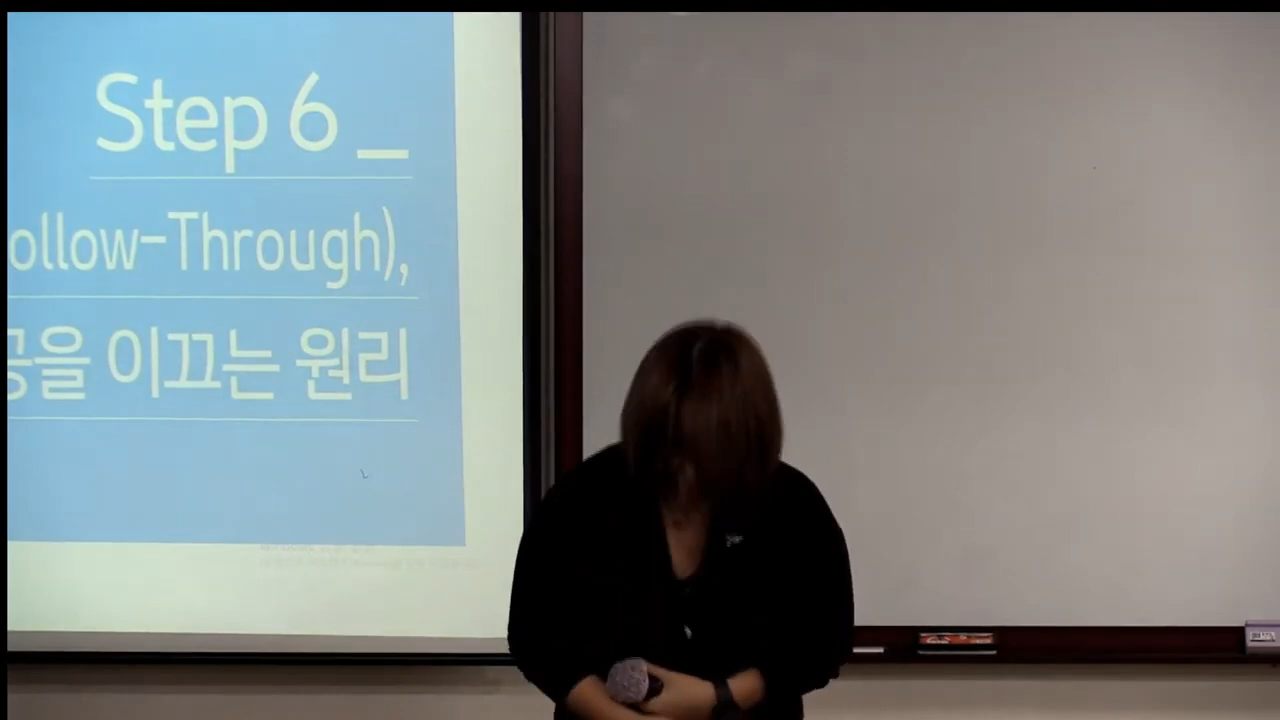 Step 6 _
ollow-Through),
공을 이끄는 원리